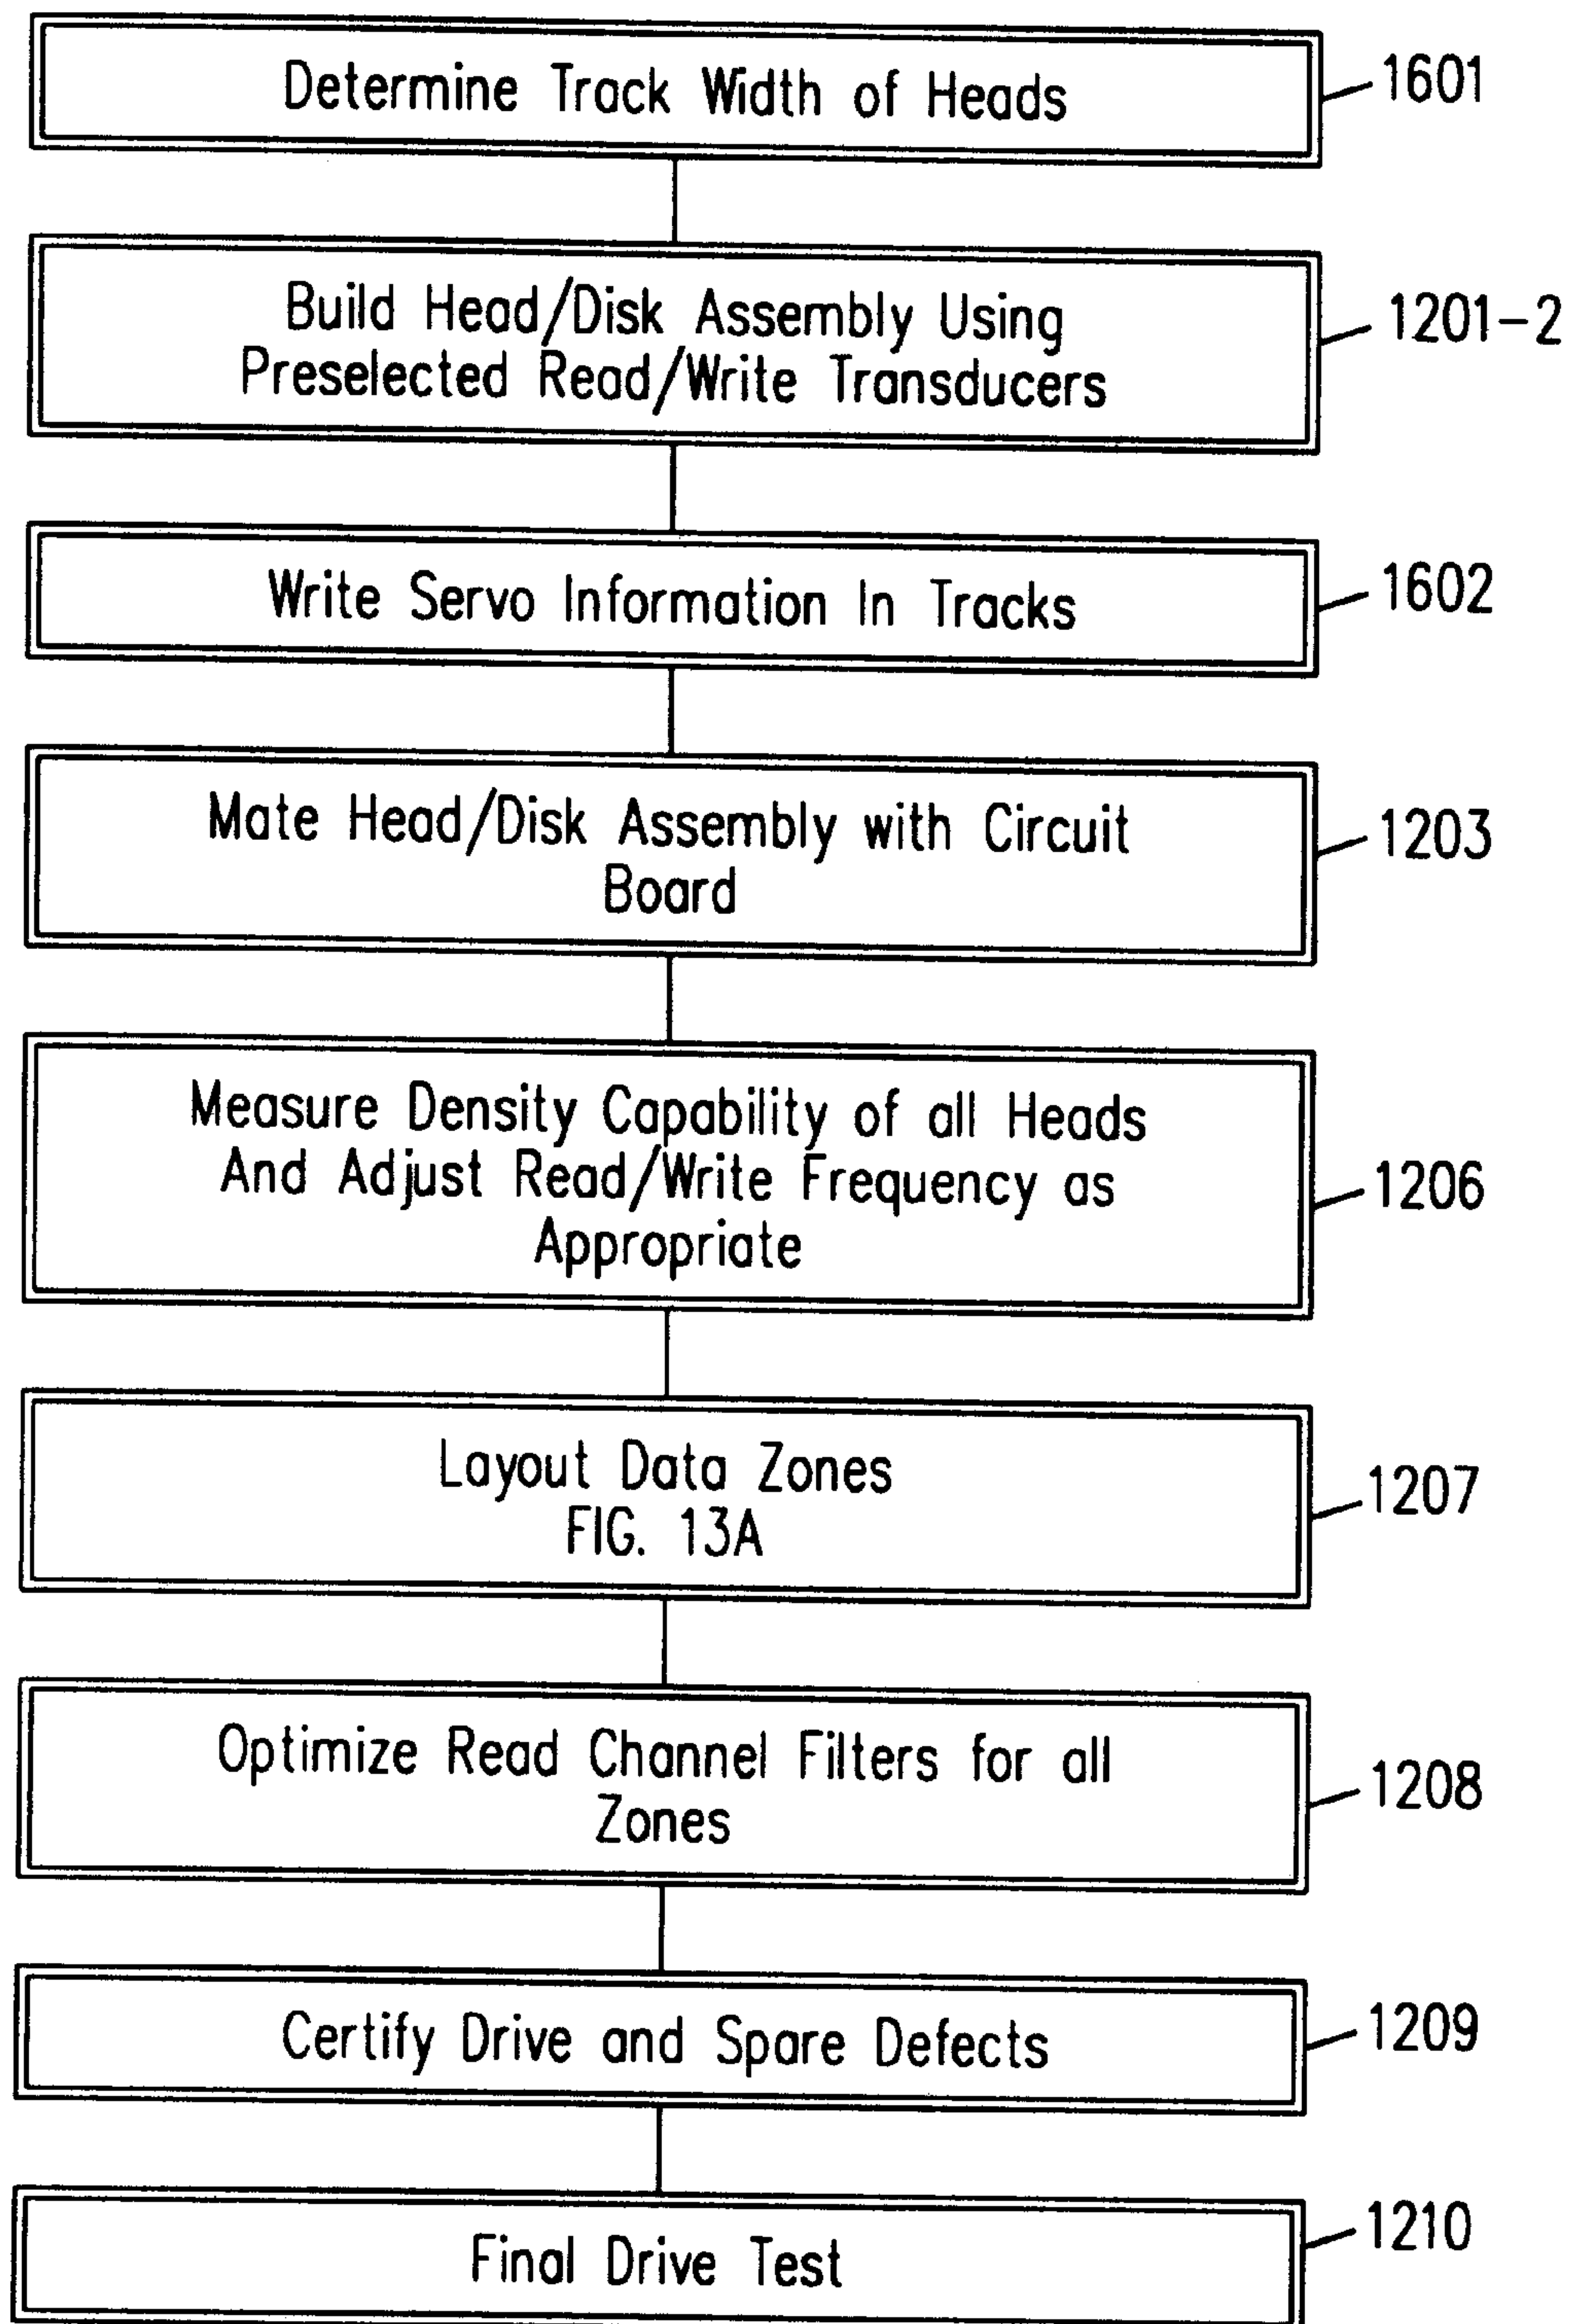 Determine Track Width of Heads
1601
Build Head/Disk Assembly Using
Preselected Read/Write Transducers
1201-2
Write Servo Information In Tracks
1602
Mate Head/Disk Assembly with Circuit
Board
1203
Measure Density Capability of all Heads
And Adjust Read/Write Frequency as
Appropriate
1206
Layout Data Zones
FIG. 13A
1207
Optimize Read Channel Filters for all
Zones
1208
Certify Drive and Spare Defects
1209
Final Drive Test
1210